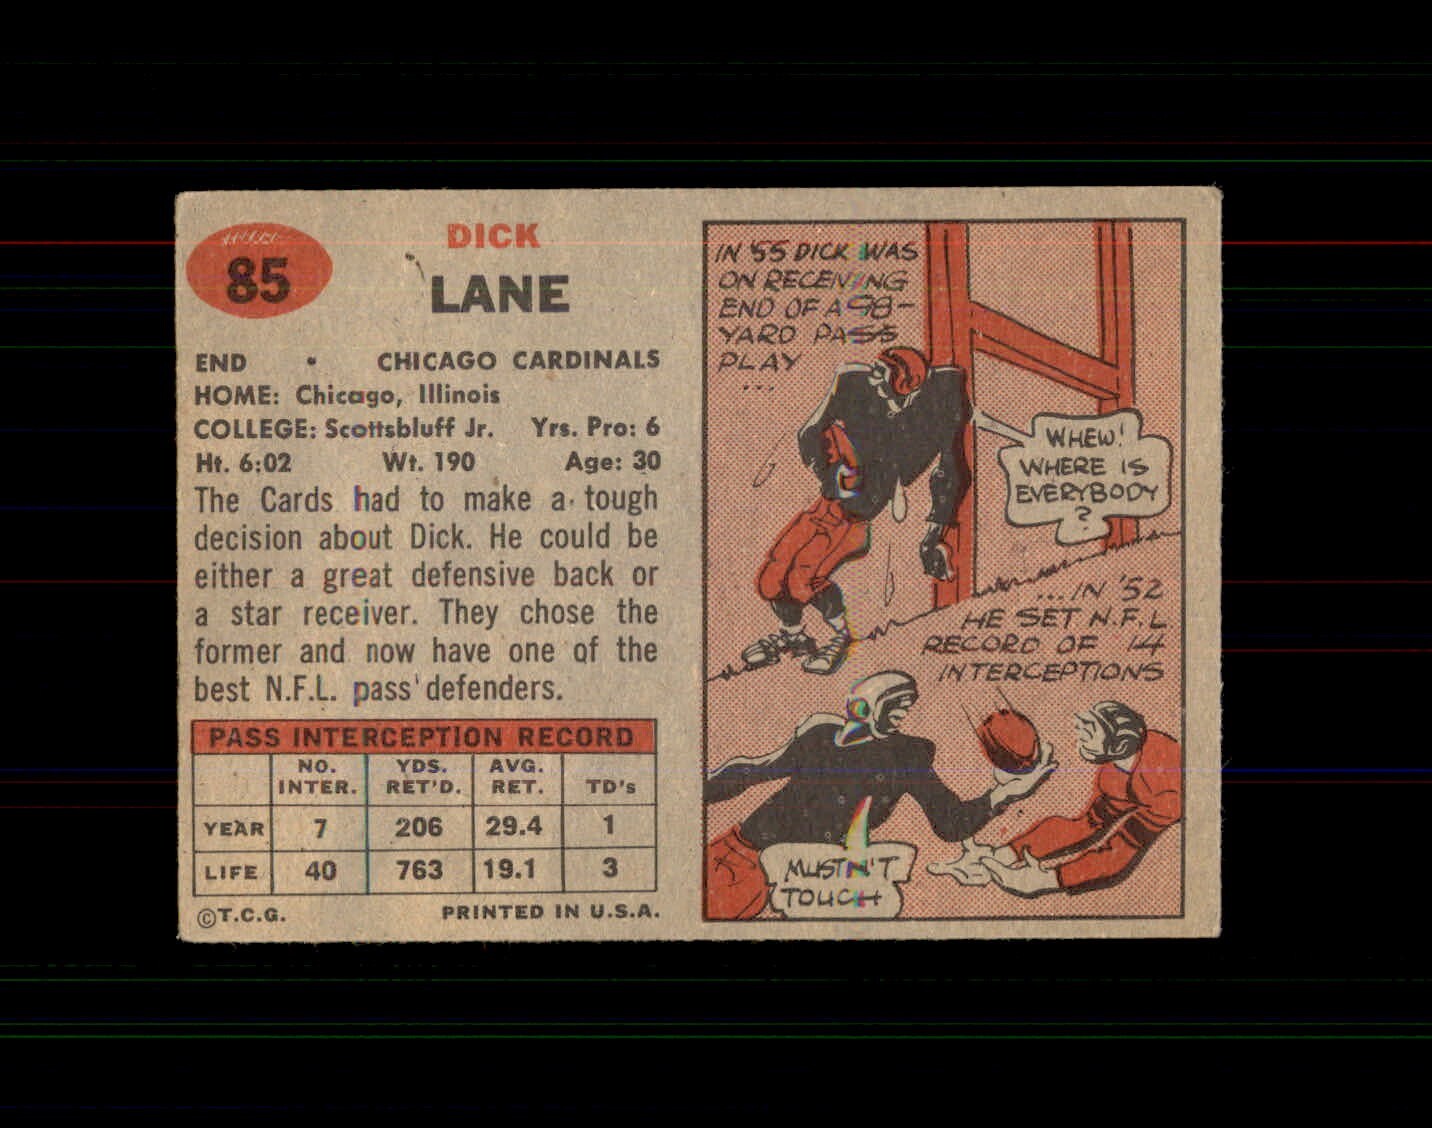 85
DICK
LANE
END • CHICAGO CARDINALS
HOME: Chicago, Illinois
COLLEGE: Scottsbluff Jr. Yrs. Pro: 6
Ht. 6:02 Wt. 190 Age: 30
The Cards had to make a tough
decision about Dick. He could be
either a great defensive back or
a star receiver. They chose the
former and now have one of the
best N.F.L. pass defenders.
PASS INTERCEPTION RECORD
NO. INTER. YDS. RET'D. AVG. RET. TD's
YEAR 7 206 29.4 1
LIFE 40 763 19.1 3
©T.C.G. PRINTED IN U.S.A.
IN '55 DICK WAS
ON RECEIVING
END OF A 98-
YARD PASS
PLAY
...
WHEW!
WHERE IS
EVERYBODY
?
...IN '52
HE SET N.F.L
RECORD OF 14
INTERCEPTIONS
MUSTN'T
TOUCH